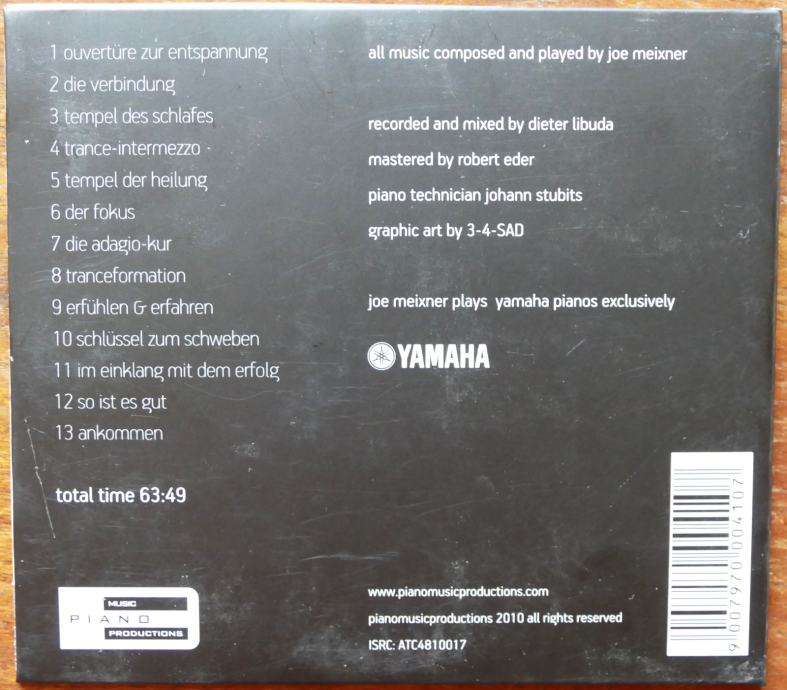 1 ouvertüre zur entspannung
2 die verbindung
3 tempel des schlafes
4 trance-intermezzo
5 tempel der heilung
6 der fokus
7 die adagio-kur
8 tranceformation
9 erfühlen & erfahren
10 schlüssel zum schweben
11 im einklang mit dem erfolg
12 so ist es gut
13 ankommen
total time 63:49
MUSIC
PIANO
PRODUCTIONS
all music composed and played by joe meixner
recorded and mixed by dieter libuda
mastered by robert eder
piano technician johann stubits
graphic art by 3-4-SAD
joe meixner plays yamaha pianos exclusively
YAMAHA
www.pianomusicproductions.com
pianomusicproductions 2010 all rights reserved
ISRC: ATC4810017
9 007970 004107